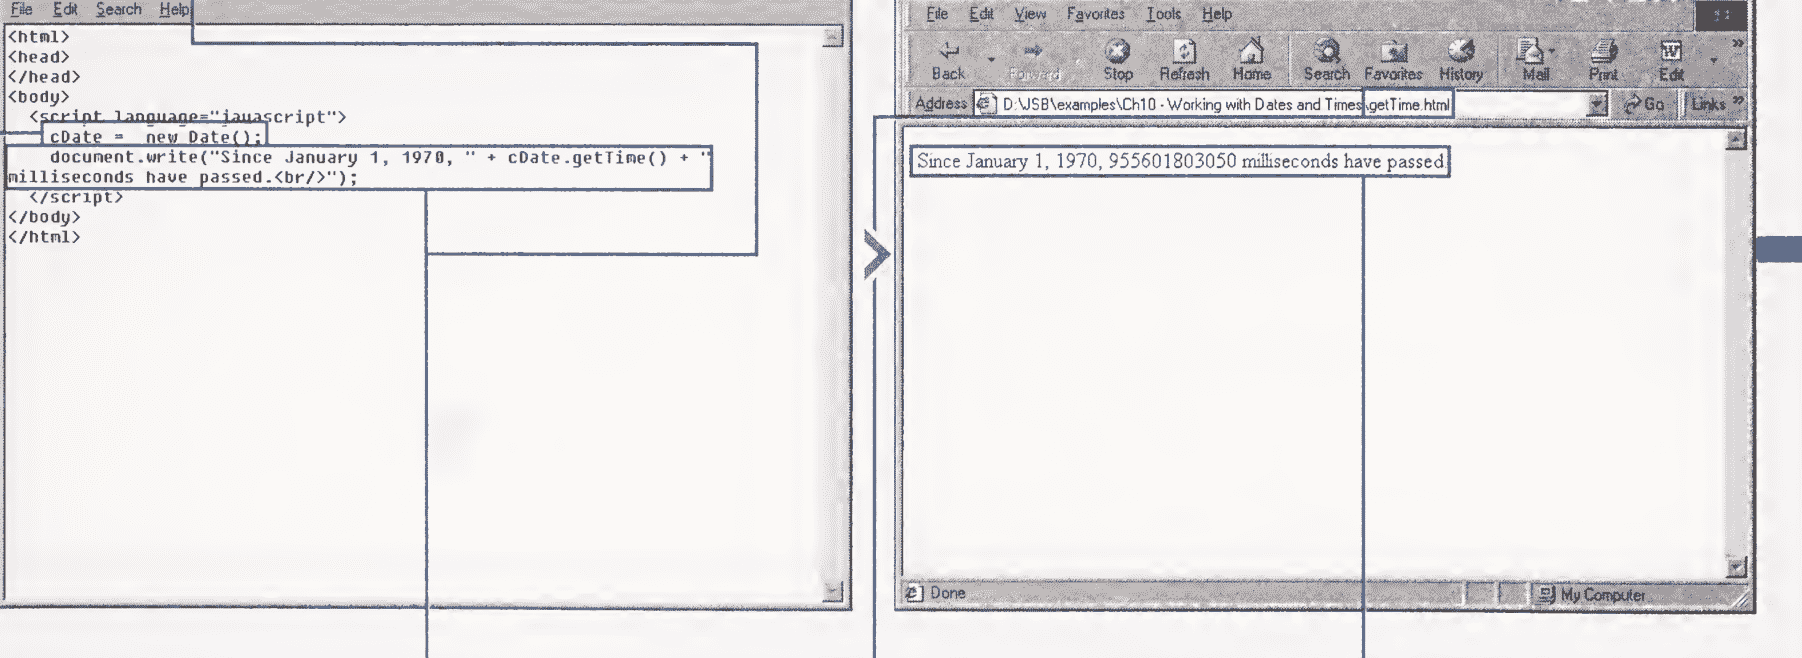 File Edit Search Help
<html>
<head>
</head>
<body>
<script language="javascript">
cDate = new Date();
document.write("Since January 1, 1970, " + cDate.getTime() + "
milliseconds have passed.<br/>");
</script>
</body>
</html>
File Edit View Favorites Tools Help
Back Forward Stop Refresh Home Search Favorites History Mail Print Edit »
Address D:\JSB\examples\Ch10 - Working with Dates and Times\getTime.html Go Links »
Since January 1, 1970, 955601803050 milliseconds have passed.
Done My Computer